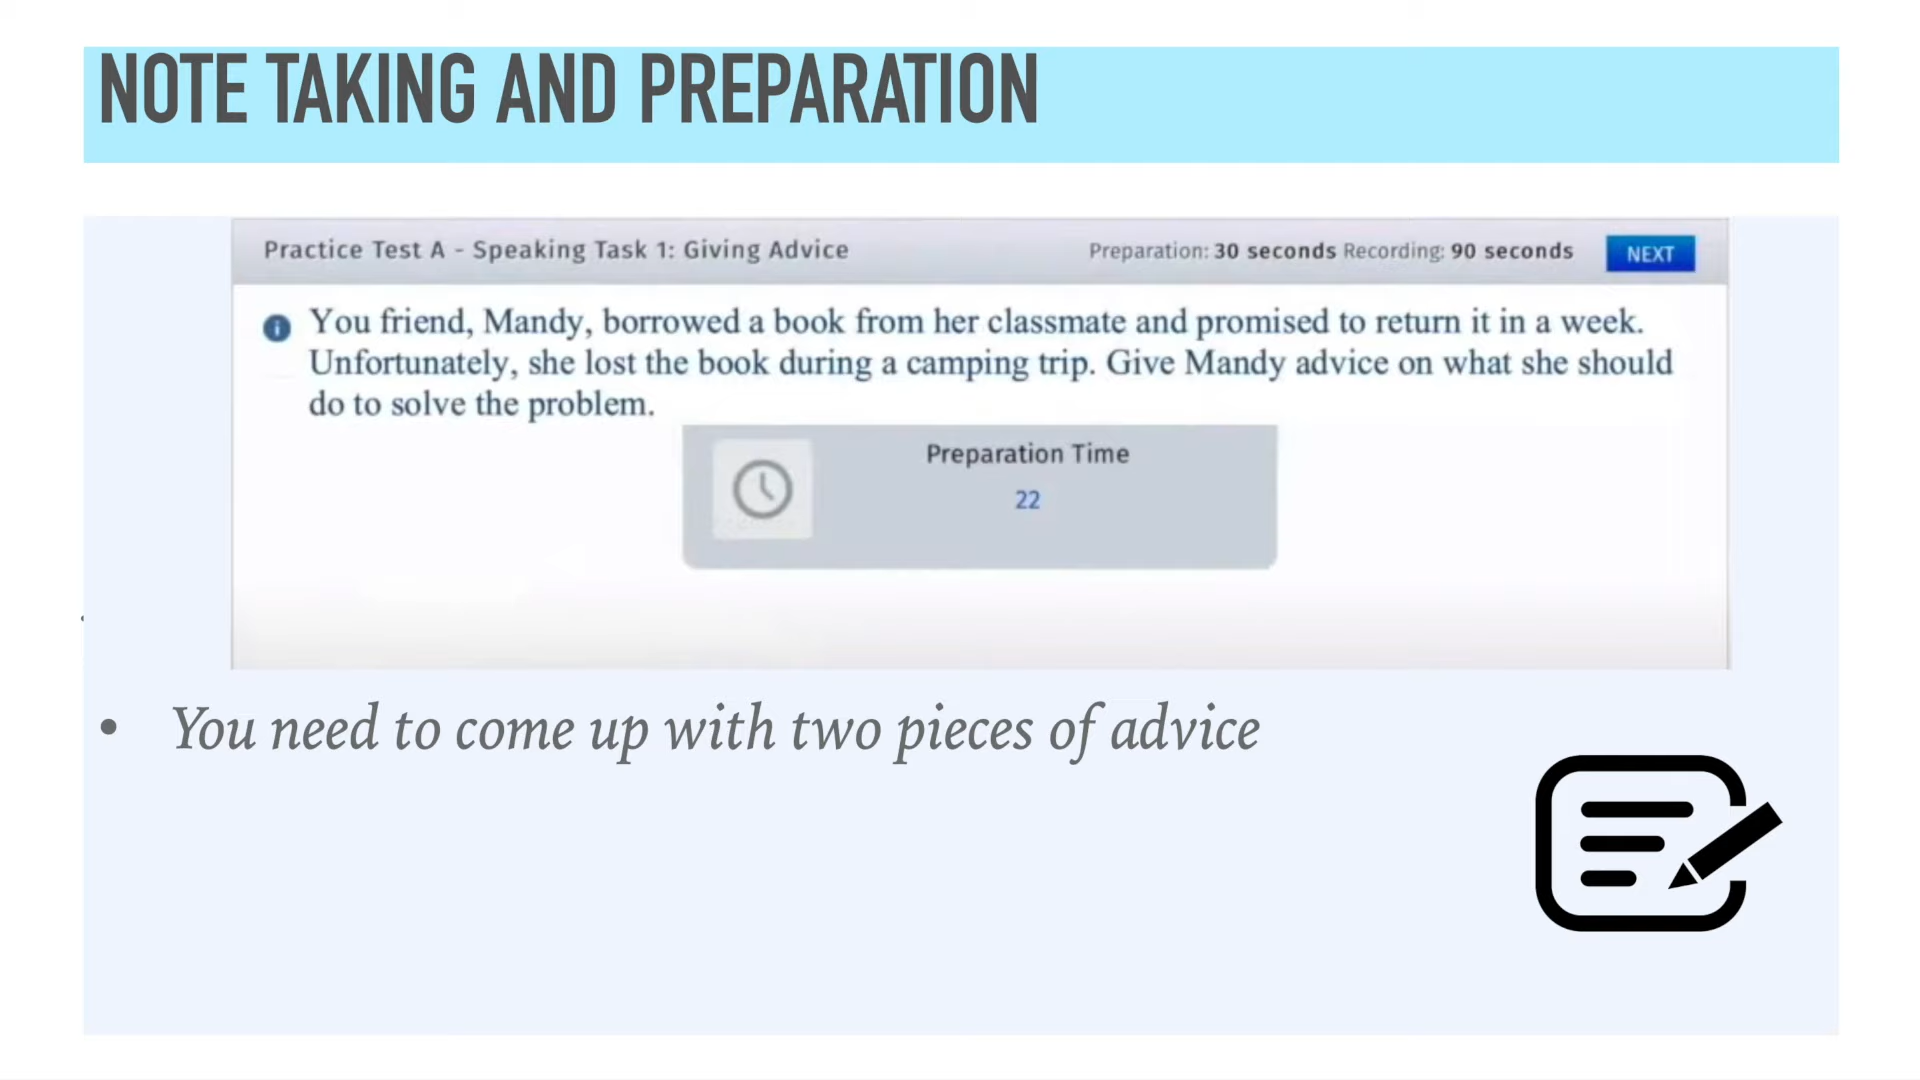 NOTE TAKING AND PREPARATION
Practice Test A - Speaking Task 1: Giving Advice
Preparation: 30 seconds Recording: 90 seconds
NEXT
You friend, Mandy, borrowed a book from her classmate and promised to return it in a week.
Unfortunately, she lost the book during a camping trip. Give Mandy advice on what she should
do to solve the problem.
Preparation Time
22
• You need to come up with two pieces of advice